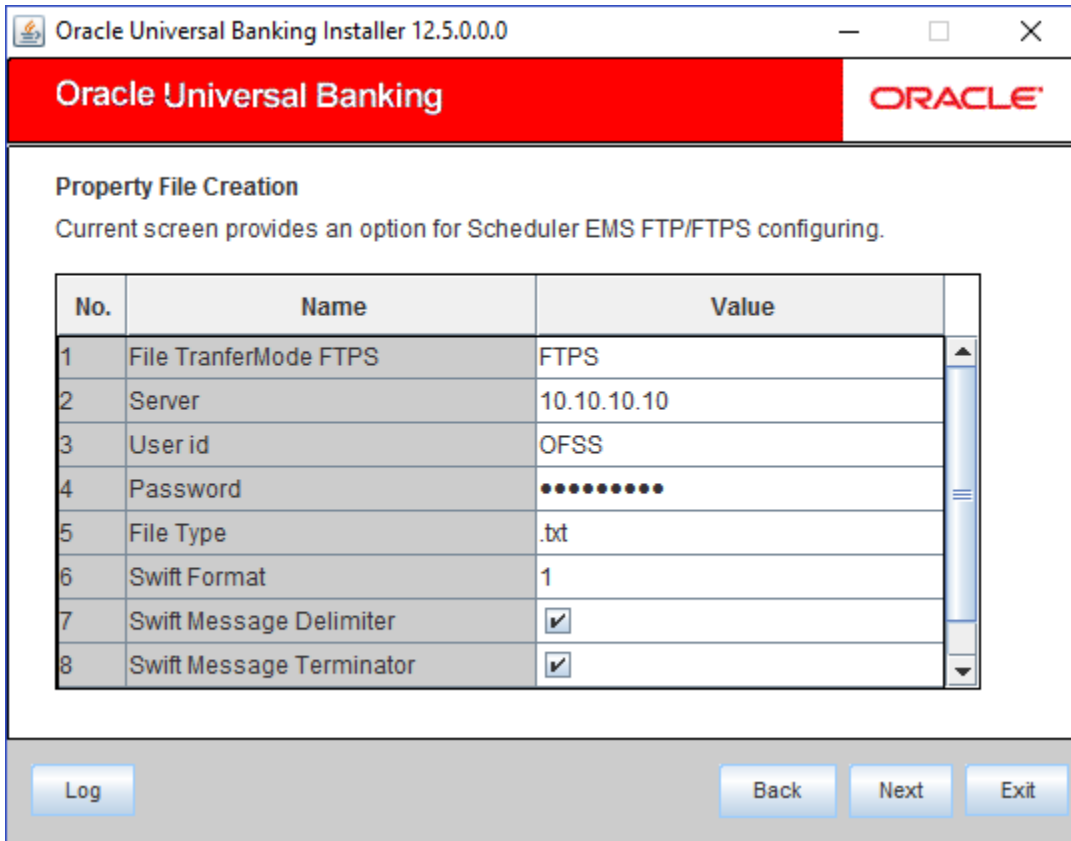 Oracle Universal Banking Installer 12.5.0.0.0
Oracle Universal Banking
ORACLE
Property File Creation
Current screen provides an option for Scheduler EMS FTP/FTPS configuring.
No. Name Value
1 File TranferMode FTPS FTPS
2 Server 10.10.10.10
3 User id OFSS
4 Password •••••••••
5 File Type .txt
6 Swift Format 1
7 Swift Message Delimiter
8 Swift Message Terminator
Log Back Next Exit